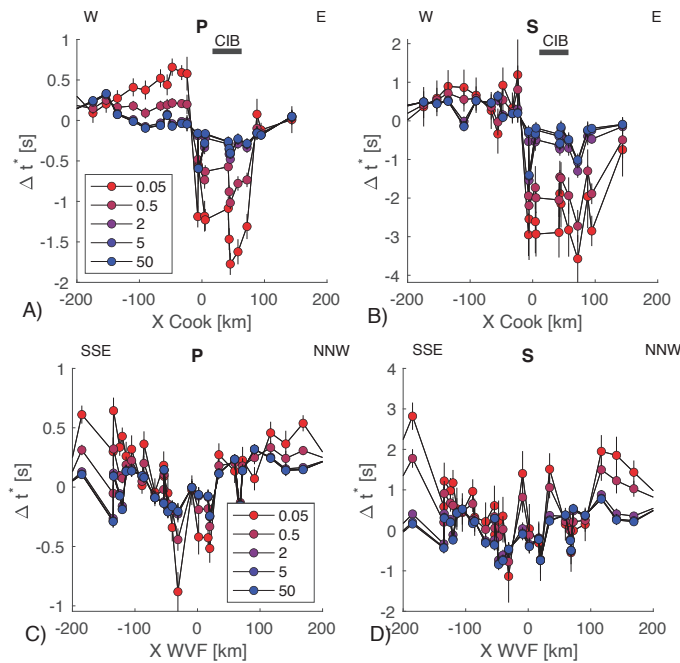 W P E
CIB
1
0.5
0
-0.5
-1
-1.5
-2
Δ t* [s]
0.05
0.5
2
5
50
-200 -100 0 100 200
A) X Cook [km]
W S E
CIB
2
1
0
-1
-2
-3
-4
Δ t* [s]
-200 -100 0 100 200
B) X Cook [km]
SSE P NNW
1
0.5
0
-0.5
-1
Δ t* [s]
0.05
0.5
2
5
50
-200 -100 0 100 200
C) X WVF [km]
SSE S NNW
4
3
2
1
0
-1
-2
Δ t* [s]
-200 -100 0 100 200
D) X WVF [km]